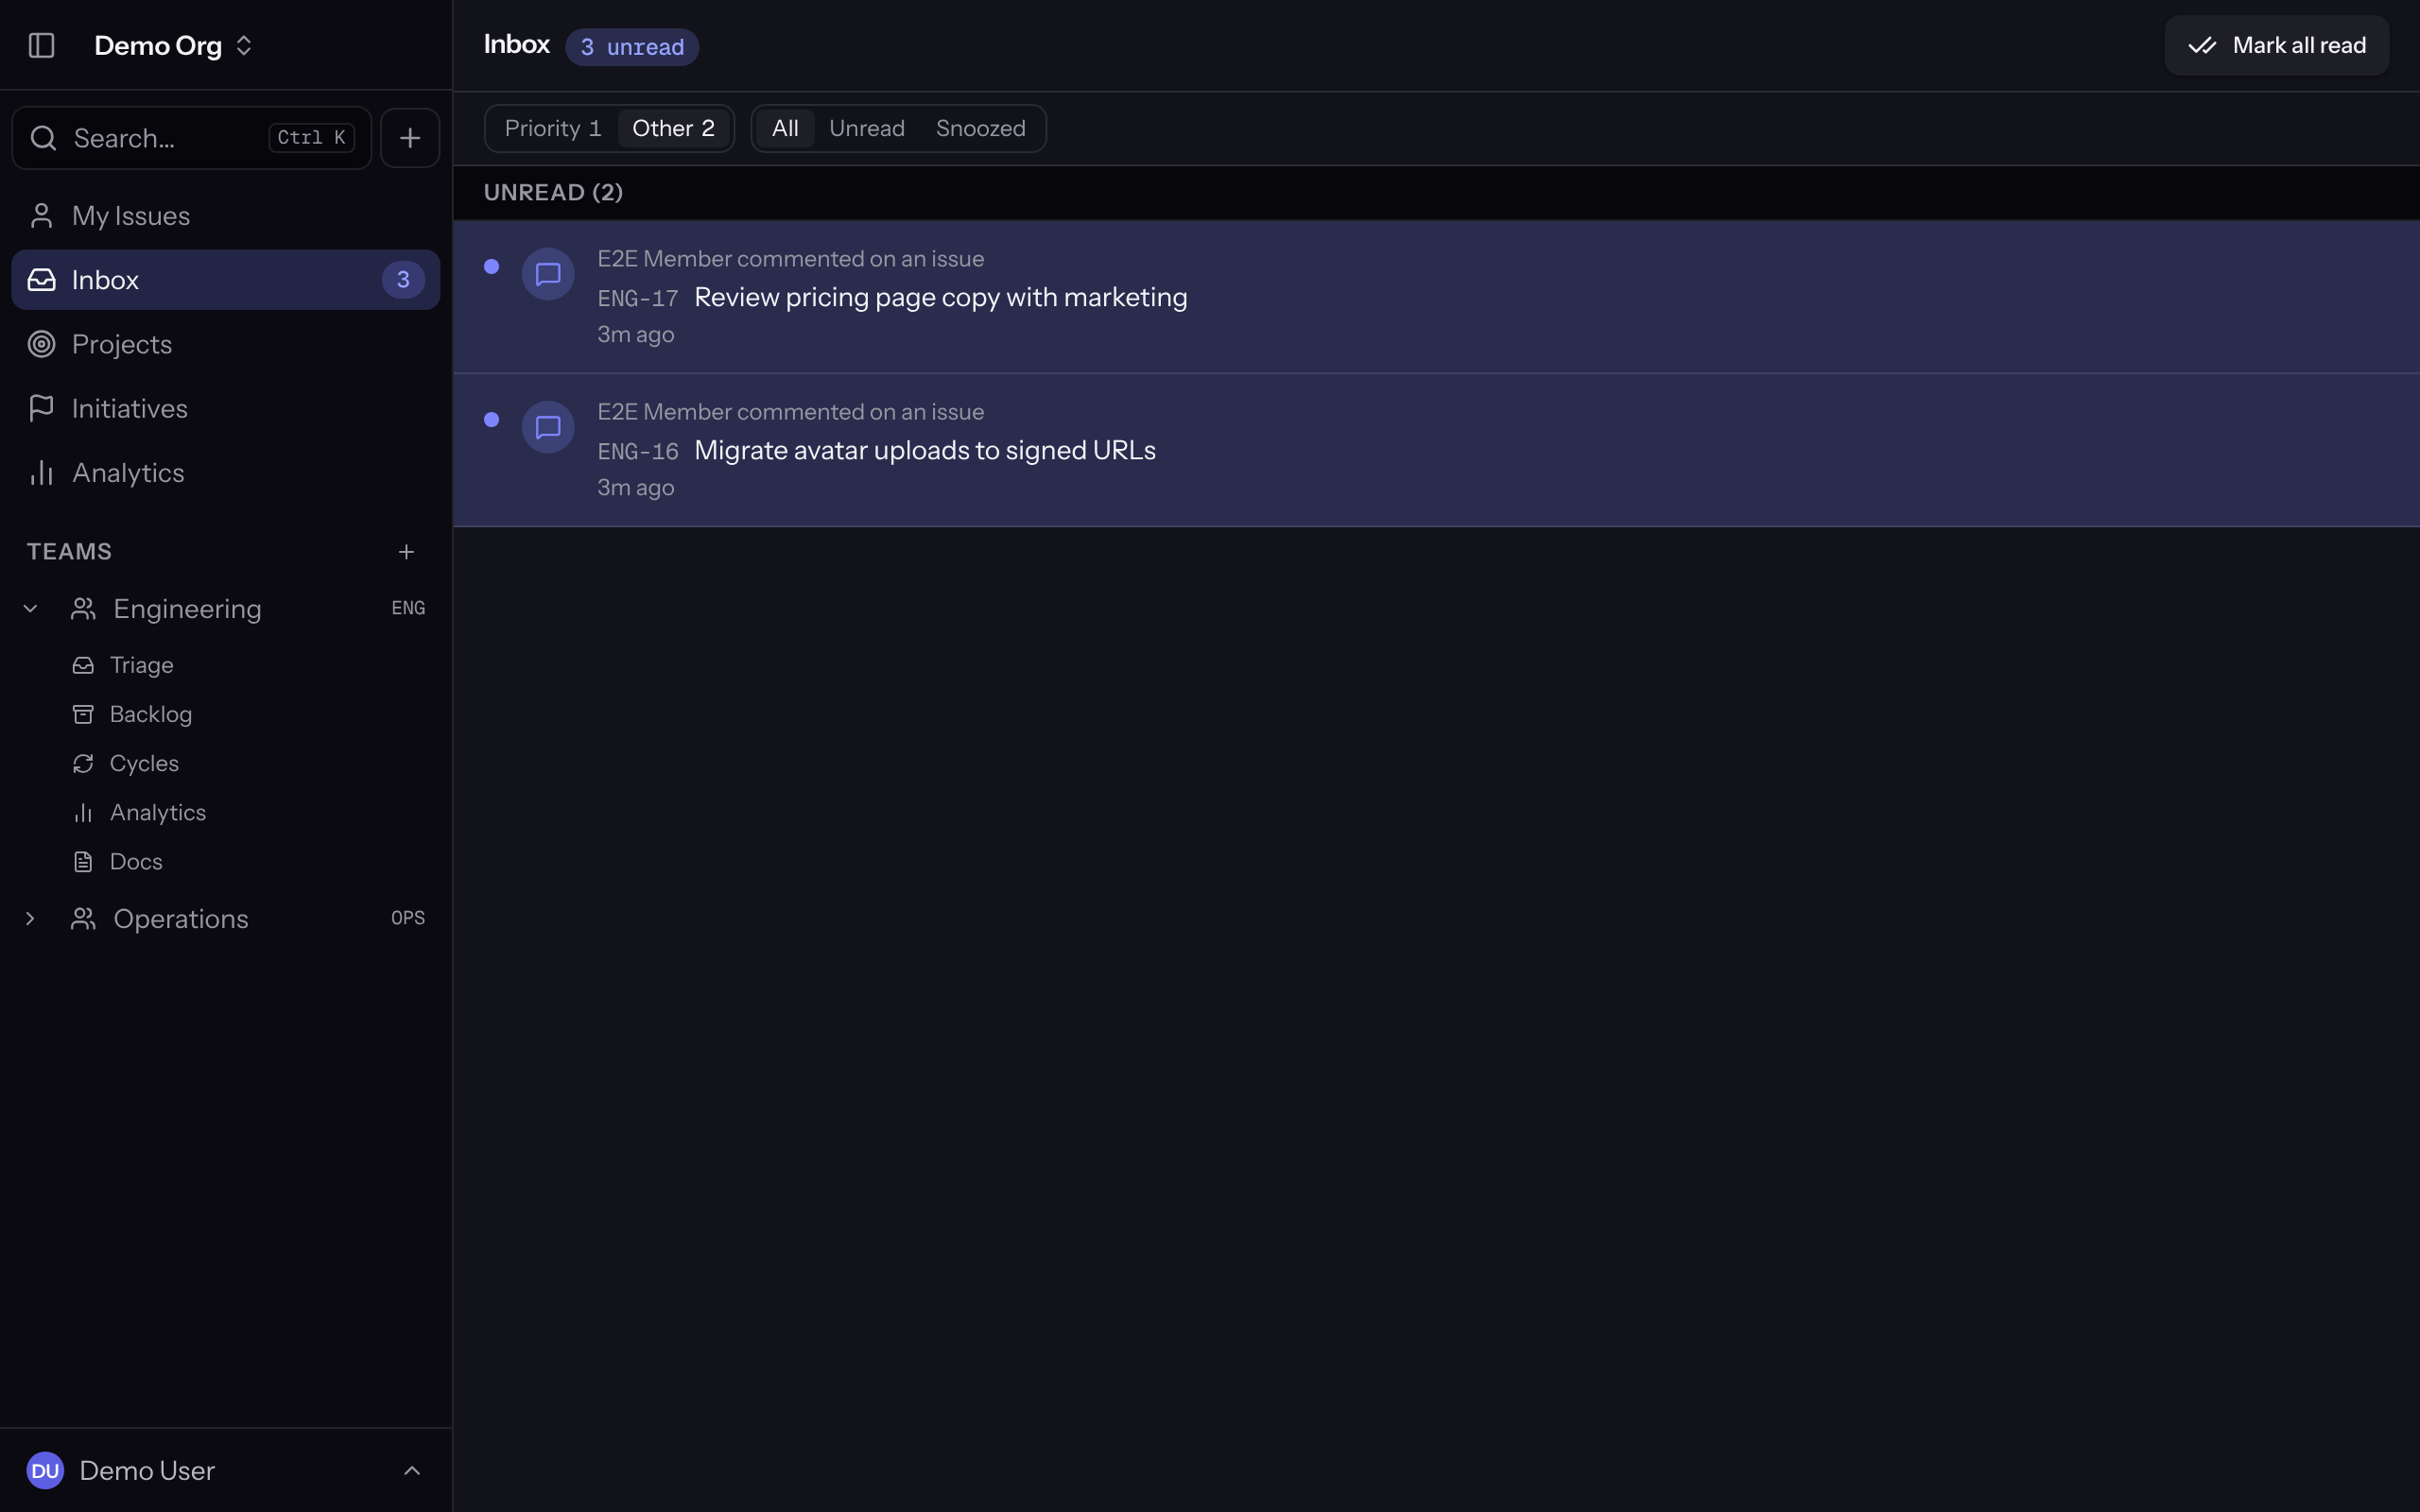 Demo Org
Search...
Ctrl K
My Issues
Inbox
3
Projects
Initiatives
Analytics
TEAMS
Engineering
ENG
Triage
Backlog
Cycles
Analytics
Docs
Operations
OPS
DU
Demo User
Inbox
3 unread
Mark all read
Priority 1
Other 2
All
Unread
Snoozed
UNREAD (2)
E2E Member commented on an issue
ENG-17 Review pricing page copy with marketing
3m ago
E2E Member commented on an issue
ENG-16 Migrate avatar uploads to signed URLs
3m ago